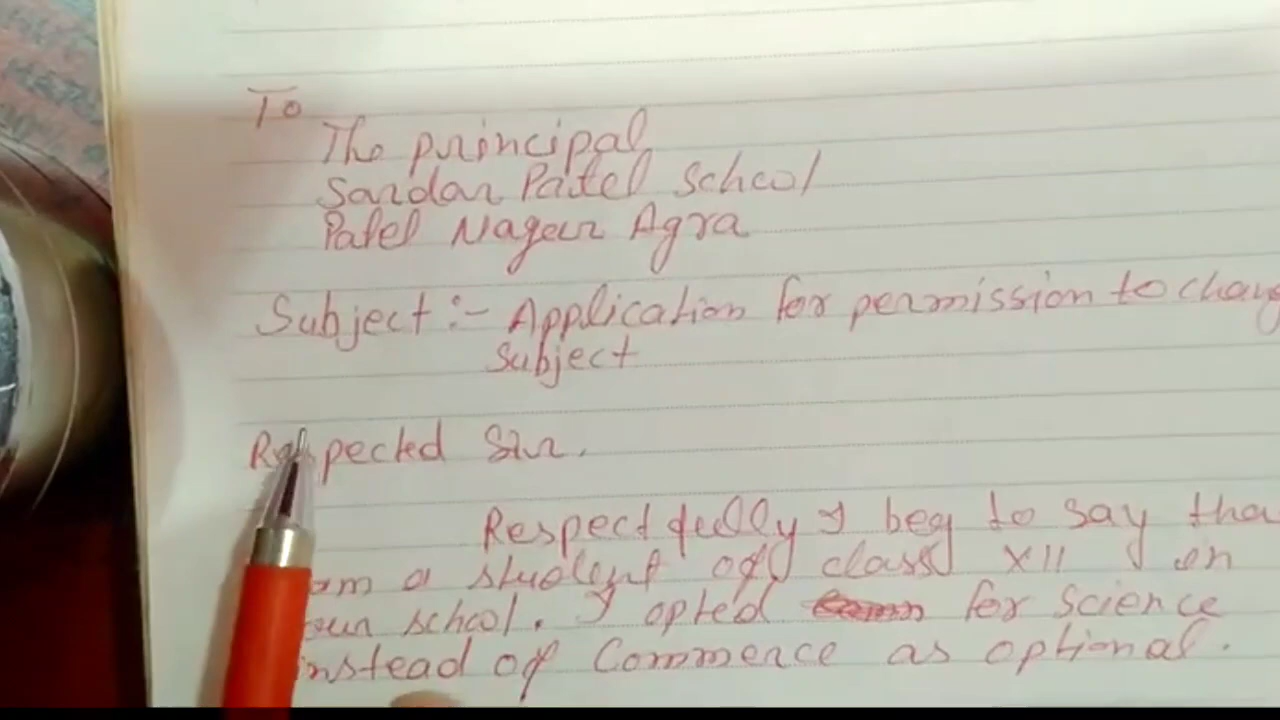 To
The principal
Sardar Patel School
Patel Nagar Agra
Subject :- Application for permission to chang
subject
Respected Sir.
Respectfully I beg to say tha
am a student of class XII in
our school. I opted for Science
instead of Commerce as optional.